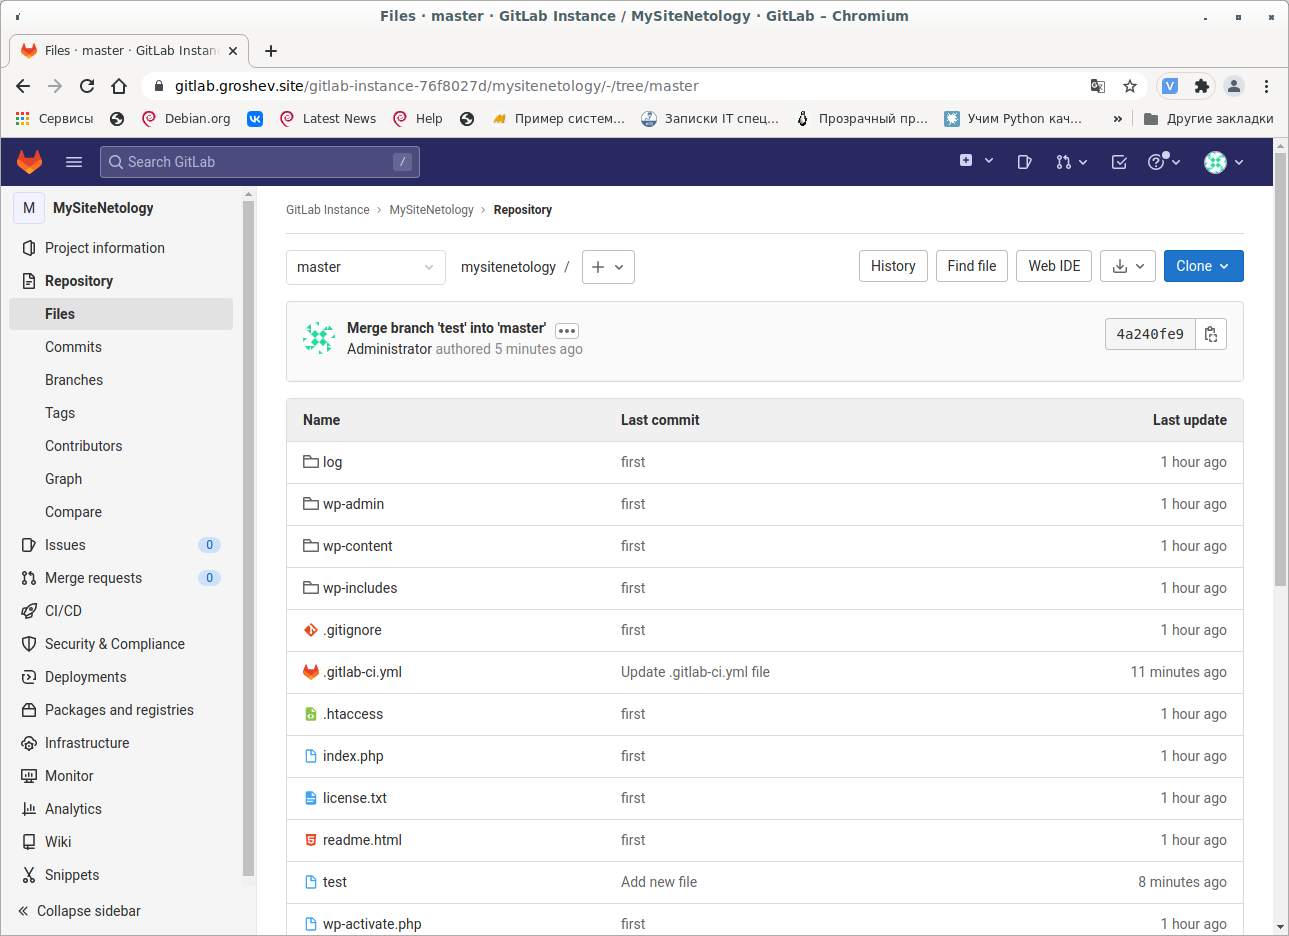 Files · master · GitLab Instance / MySiteNetology · GitLab – Chromium
Files · master · GitLab Instan
gitlab.groshev.site/gitlab-instance-76f8027d/mysitenetology/-/tree/master
V
Сервисы Debian.org Latest News Help Пример систем... Записки IT спец... Прозрачный пр... Учим Python кач... » Другие закладки
Search GitLab /
M MySiteNetology
Project information
Repository
Files
Commits
Branches
Tags
Contributors
Graph
Compare
Issues 0
Merge requests 0
CI/CD
Security & Compliance
Deployments
Packages and registries
Infrastructure
Monitor
Analytics
Wiki
Snippets
« Collapse sidebar
GitLab Instance › MySiteNetology › Repository
master mysitenetology / + History Find file Web IDE Clone
Merge branch 'test' into 'master' •••
Administrator authored 5 minutes ago
4a240fe9
Name Last commit Last update
log first 1 hour ago
wp-admin first 1 hour ago
wp-content first 1 hour ago
wp-includes first 1 hour ago
.gitignore first 1 hour ago
.gitlab-ci.yml Update .gitlab-ci.yml file 11 minutes ago
.htaccess first 1 hour ago
index.php first 1 hour ago
license.txt first 1 hour ago
readme.html first 1 hour ago
test Add new file 8 minutes ago
wp-activate.php first 1 hour ago